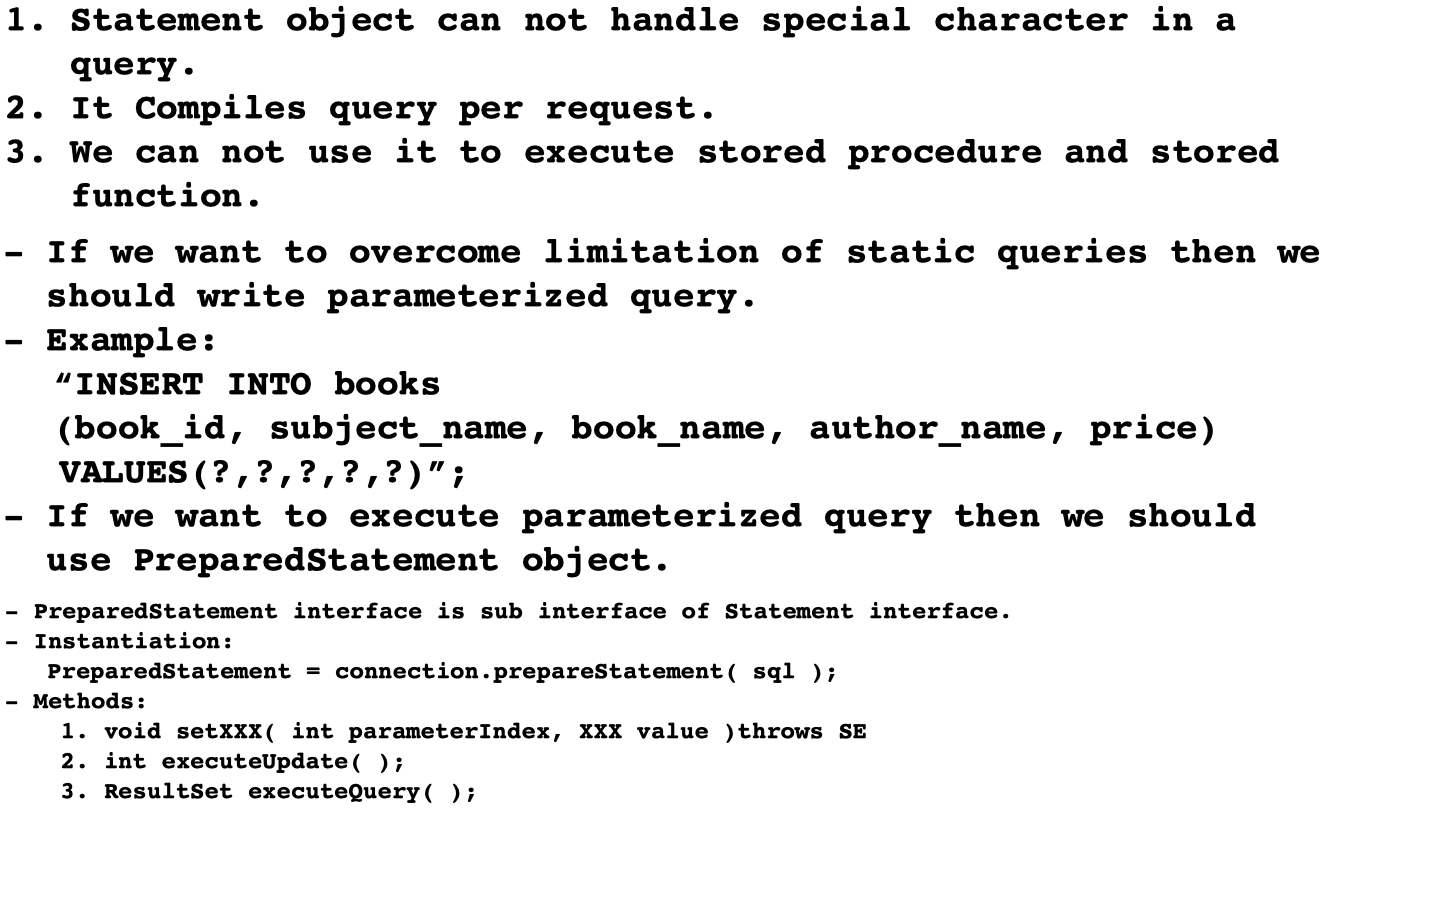 1. Statement object can not handle special character in a
query.
2. It Compiles query per request.
3. We can not use it to execute stored procedure and stored
function.
- If we want to overcome limitation of static queries then we
should write parameterized query.
- Example:
“INSERT INTO books
(book_id, subject_name, book_name, author_name, price)
VALUES(?,?,?,?,?)”;
- If we want to execute parameterized query then we should
use PreparedStatement object.
- PreparedStatement interface is sub interface of Statement interface.
- Instantiation:
PreparedStatement = connection.prepareStatement( sql );
- Methods:
1. void setXXX( int parameterIndex, XXX value )throws SE
2. int executeUpdate( );
3. ResultSet executeQuery( );